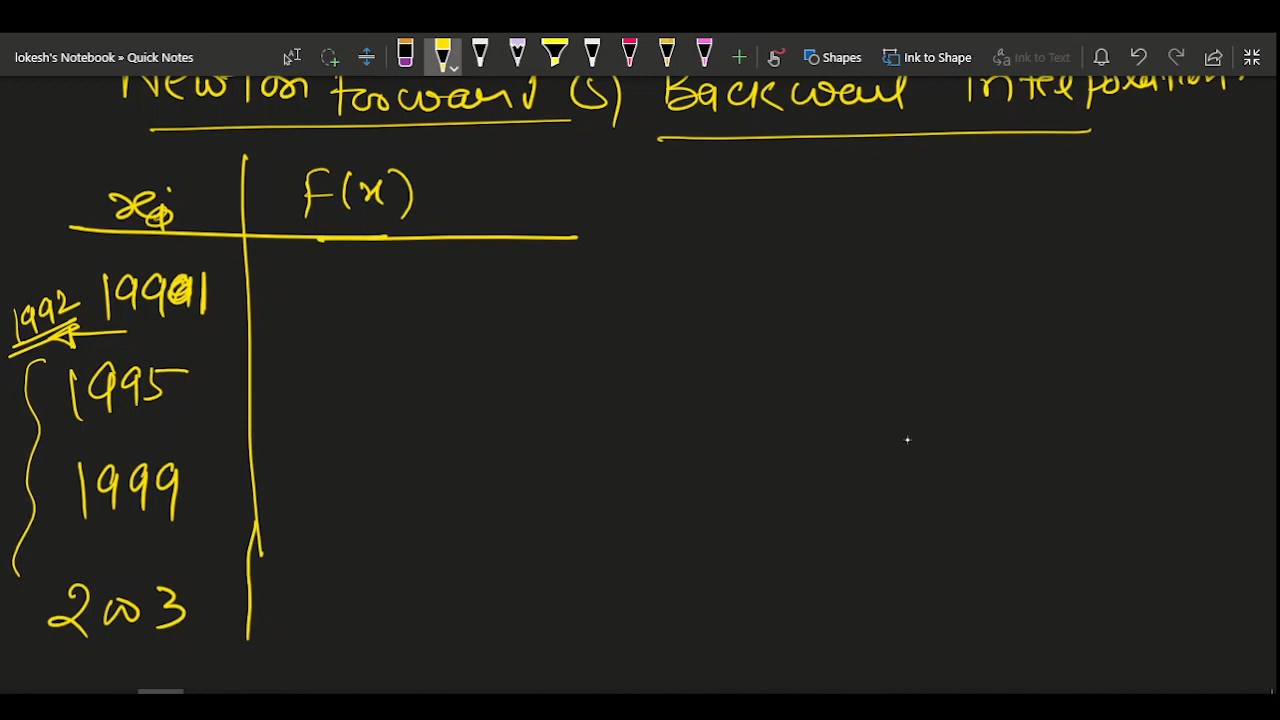 lokesh's Notebook » Quick Notes
Shapes
Ink to Shape
Ink to Text
Newton forward (s) Backward Interpolation.
F(x)
1992 1991
1995
1999
2003